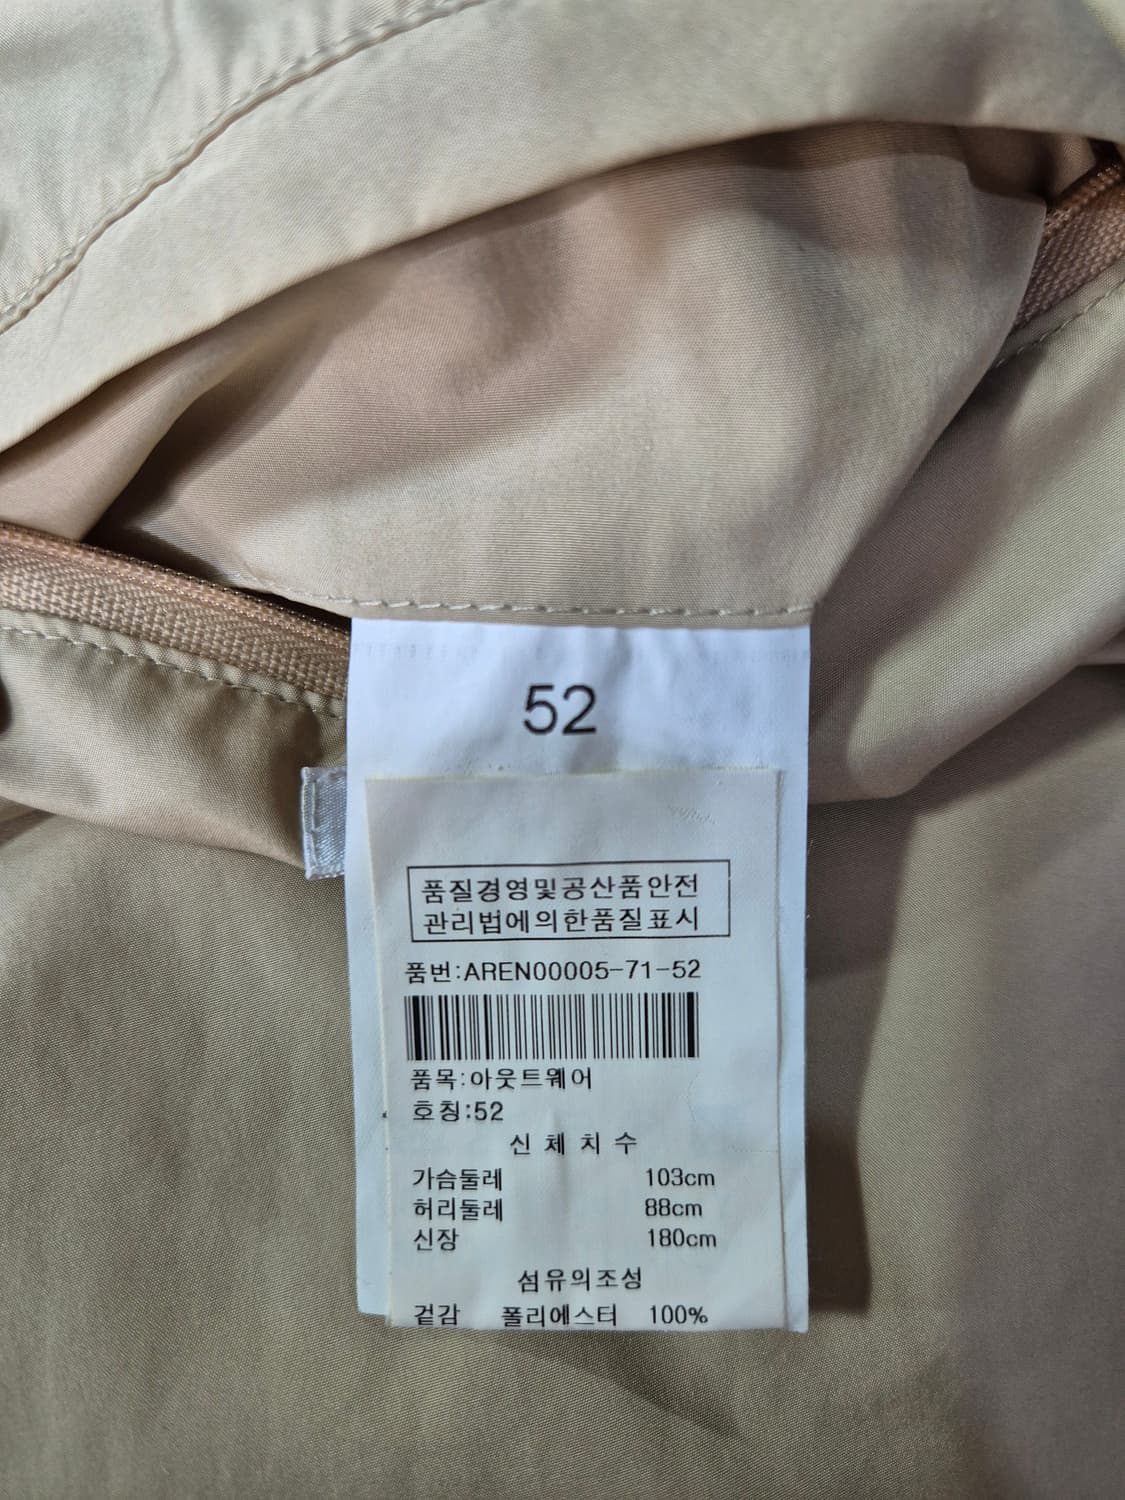 52
품질경영및공산품안전
관리법에의한품질표시
품번:AREN00005-71-52
품목:아웃트웨어
호칭:52
신 체 치 수
가슴둘레 103cm
허리둘레 88cm
신장 180cm
섬유의조성
겉감 폴리에스터 100%